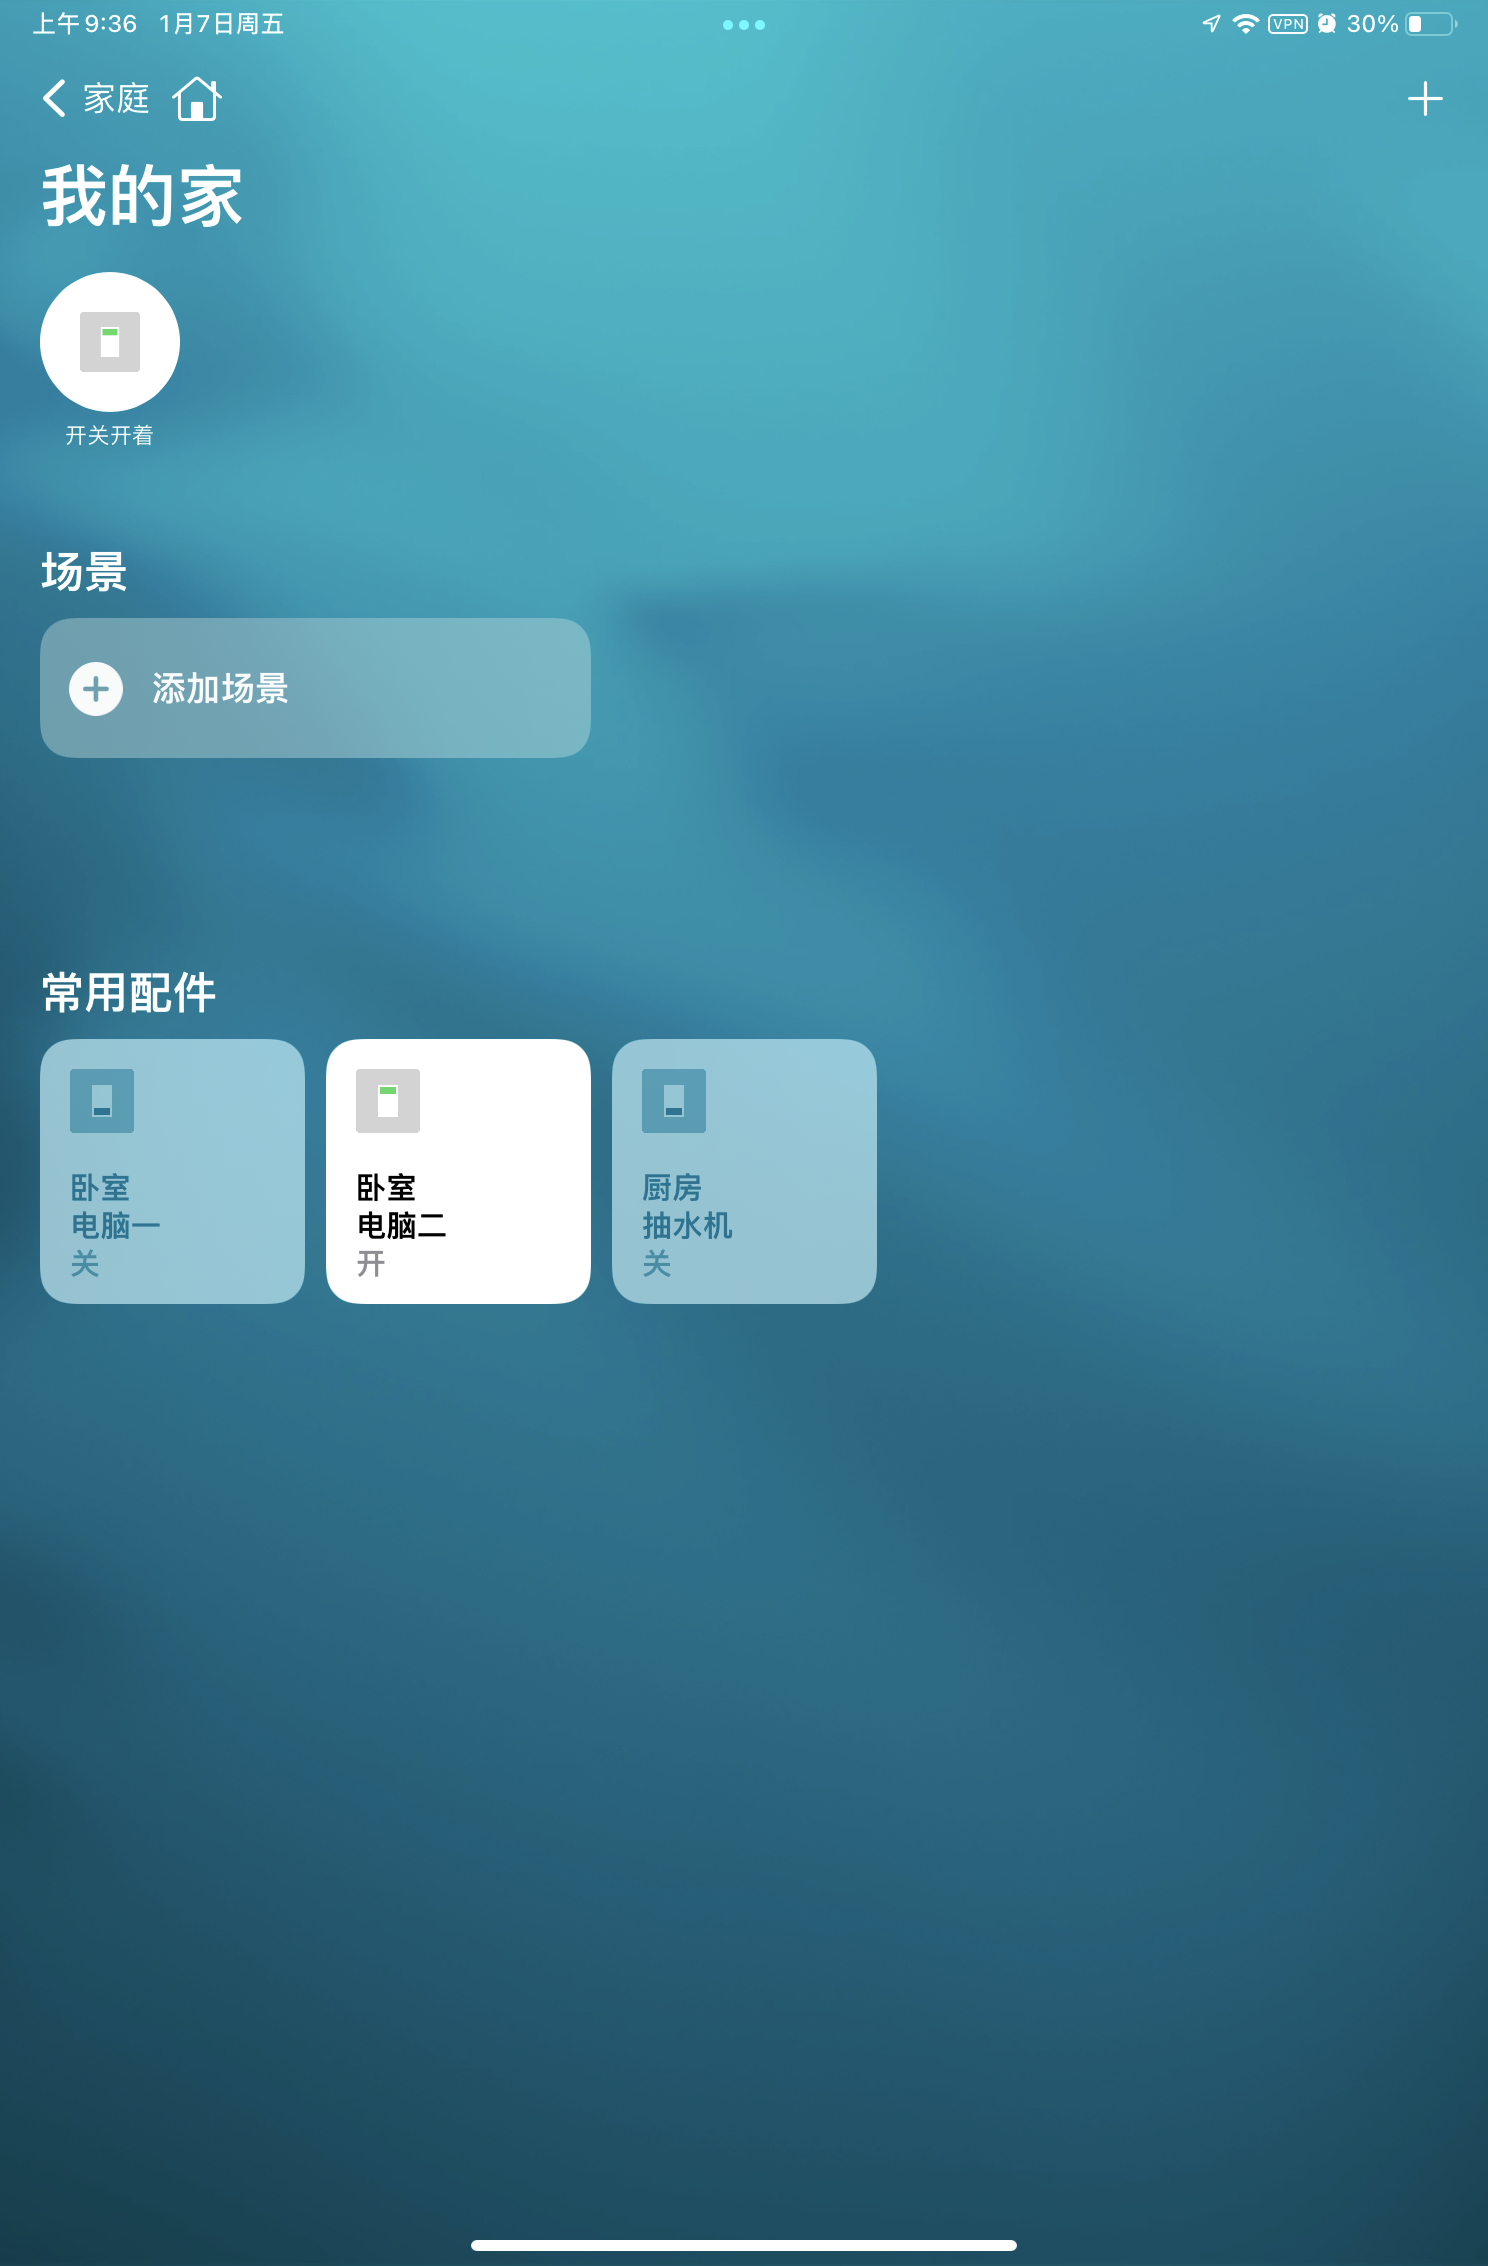 上午9:36 1月7日周五
VPN 30%
家庭
我的家
开关开着
场景
添加场景
常用配件
卧室
电脑一
关
卧室
电脑二
开
厨房
抽水机
关